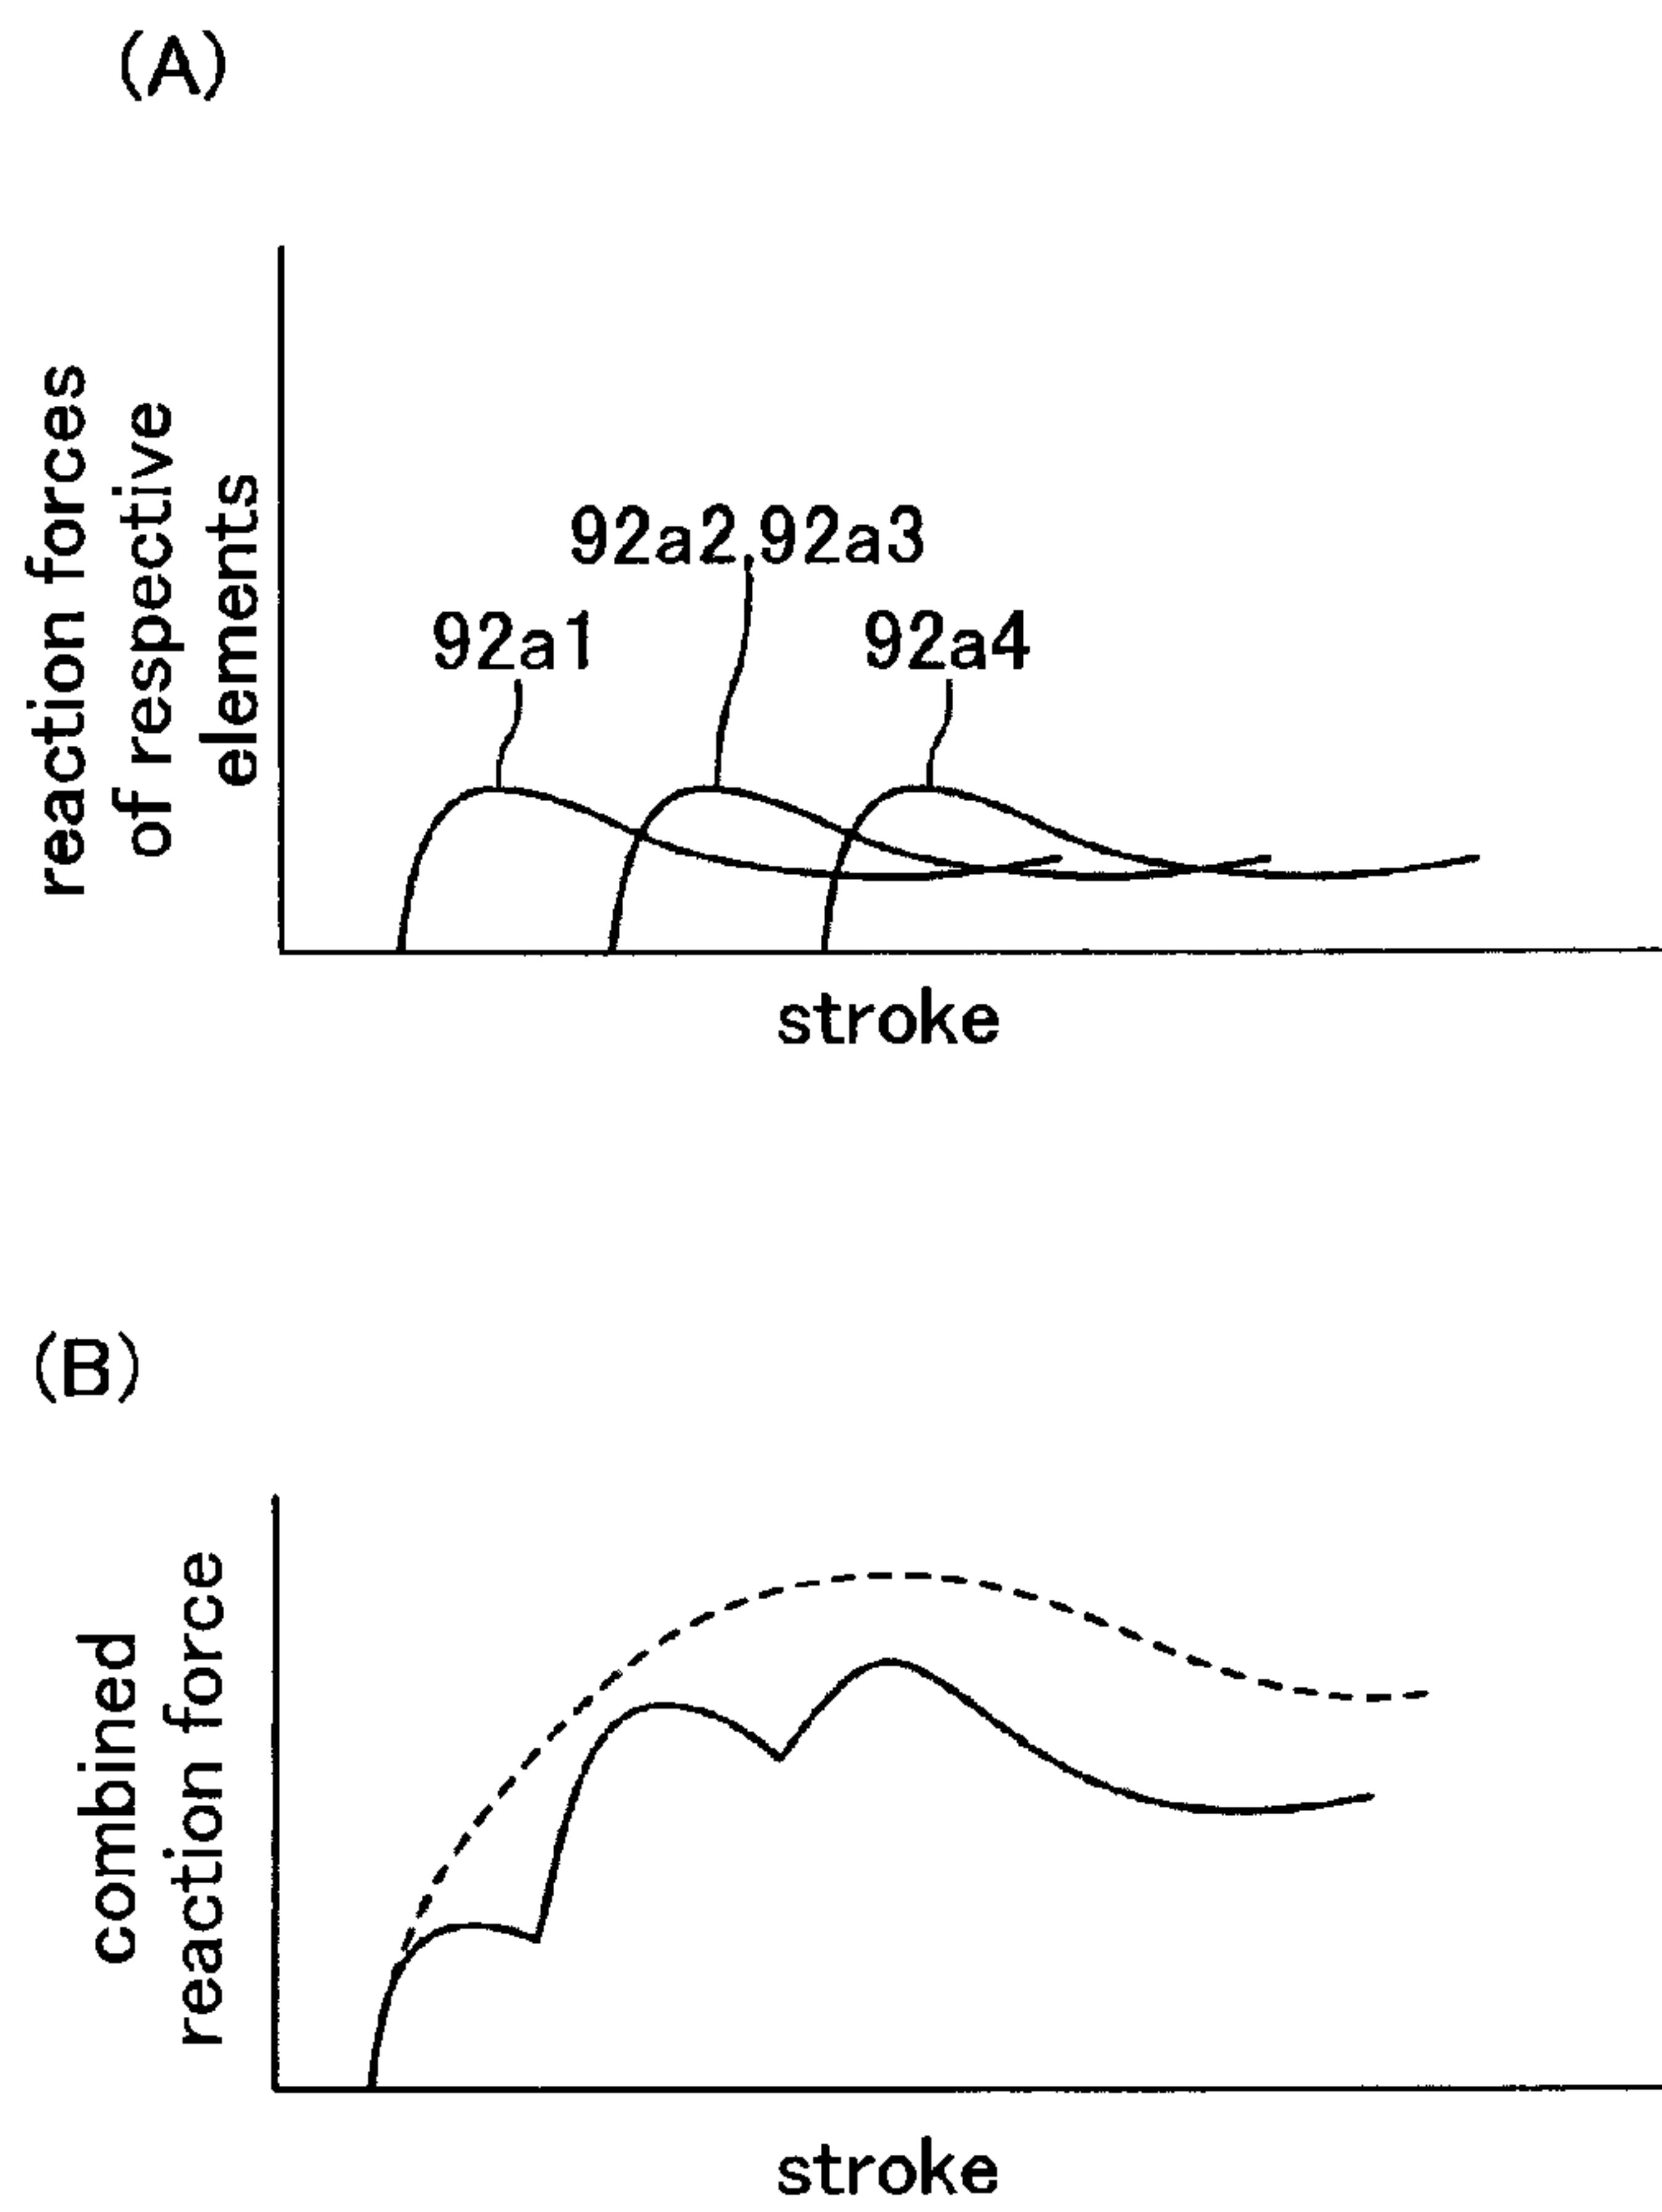 (A)
reaction forces
of respective
elements
92a2,92a3
92a1
92a4
stroke
(B)
combined
reaction force
stroke